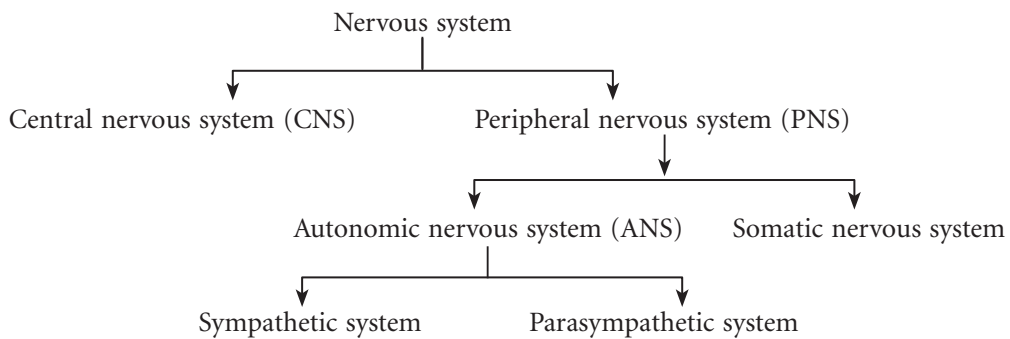 Nervous system
Central nervous system (CNS)
Peripheral nervous system (PNS)
Autonomic nervous system (ANS)
Somatic nervous system
Sympathetic system
Parasympathetic system